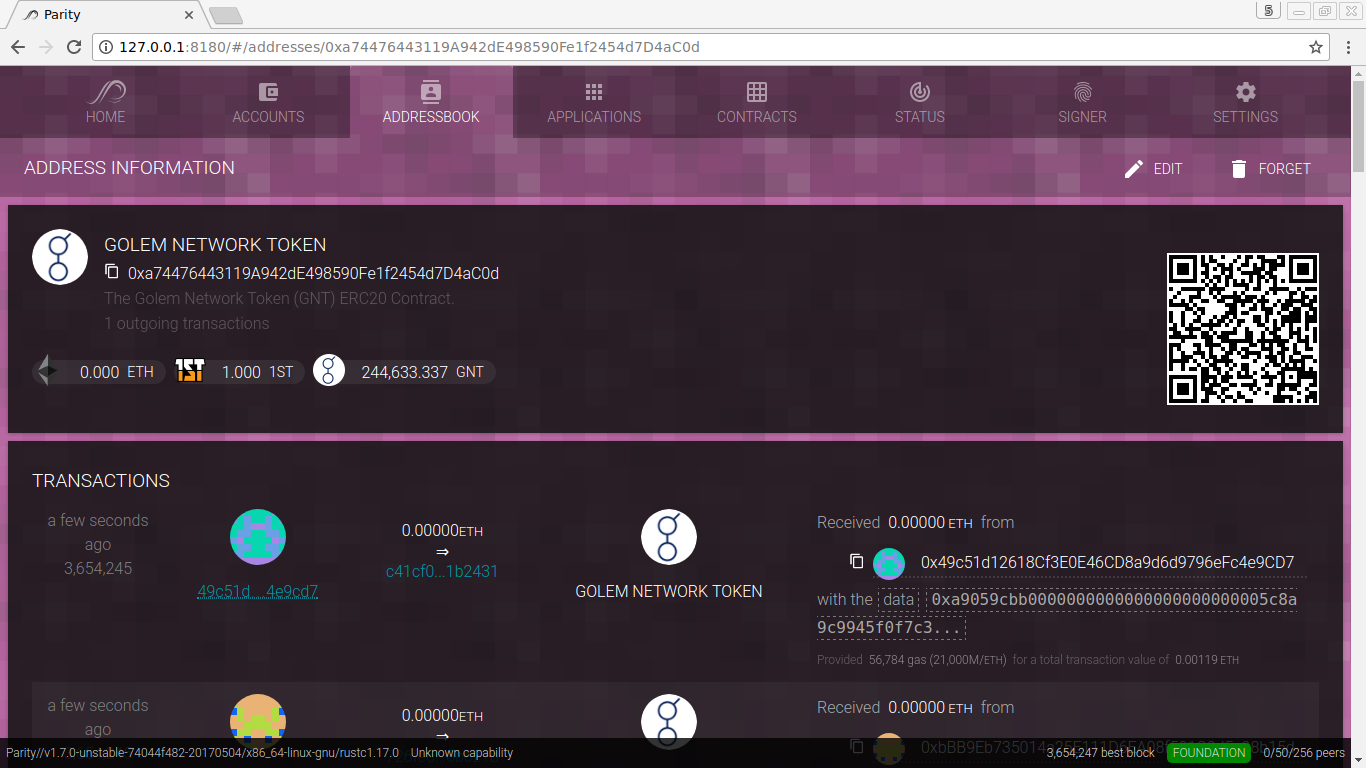 Parity
5
127.0.0.1:8180/#/addresses/0xa74476443119A942dE498590Fe1f2454d7D4aC0d
HOME
ACCOUNTS
ADDRESSBOOK
APPLICATIONS
CONTRACTS
STATUS
SIGNER
SETTINGS
ADDRESS INFORMATION
EDIT
FORGET
GOLEM NETWORK TOKEN
0xa74476443119A942dE498590Fe1f2454d7D4aC0d
The Golem Network Token (GNT) ERC20 Contract.
1 outgoing transactions
0.000 ETH
1ST
1.000 1ST
244,633.337 GNT
TRANSACTIONS
a few seconds
ago
3,654,245
49c51d...4e9cd7
0.00000ETH
⇒
c41cf0...1b2431
GOLEM NETWORK TOKEN
Received 0.00000 ETH from
0x49c51d12618Cf3E0E46CD8a9d6d9796eFc4e9CD7
with the data 0xa9059cbb0000000000000000000000005c8a
9c9945f0f7c3...
Provided 56,784 gas (21,000M/ETH) for a total transaction value of 0.00119 ETH
a few seconds
ago
0.00000ETH
⇒
Received 0.00000 ETH from
Parity//v1.7.0-unstable-74044f482-20170504/x86_64-linux-gnu/rustc1.17.0 Unknown capability
3,654,247 best block
FOUNDATION
0/50/256 peers